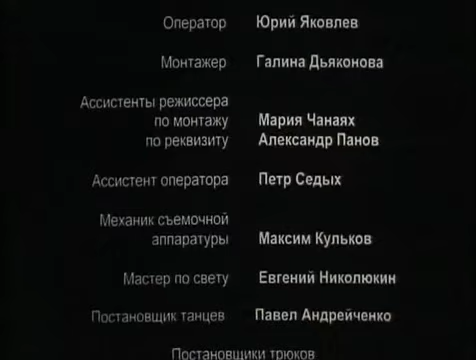 Оператор Юрий Яковлев
Монтажер Галина Дьяконова
Ассистенты режиссера
по монтажу Мария Чанаях
по реквизиту Александр Панов
Ассистент оператора Петр Седых
Механик съемочной
аппаратуры Максим Кульков
Мастер по свету Евгений Николюкин
Постановщик танцев Павел Андрейченко
Постановщики трюков